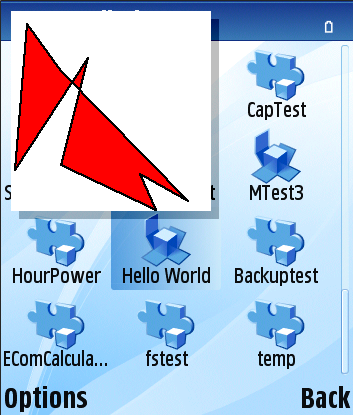 CapTest
MTest3
HourPower
Hello World
Backuptest
EComCalcula...
fstest
temp
Options
Back